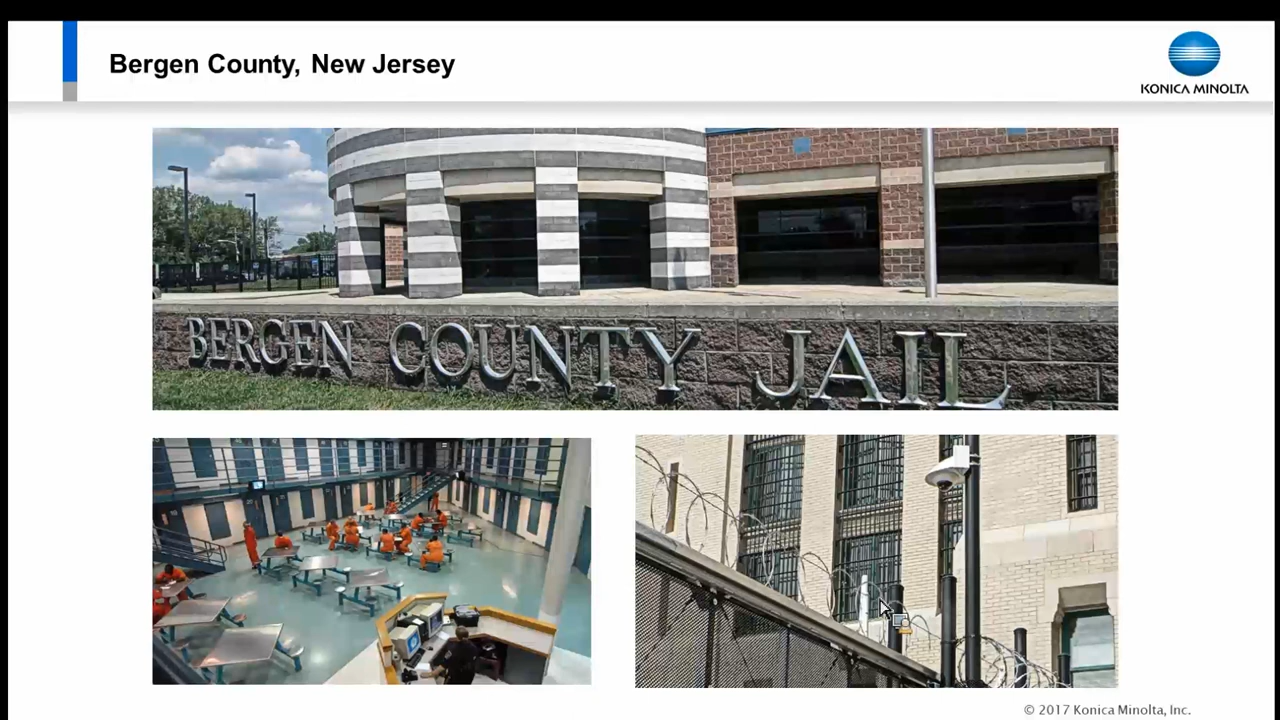 Bergen County, New Jersey
KONICA MINOLTA
BERGEN COUNTY JAIL
© 2017 Konica Minolta, Inc.